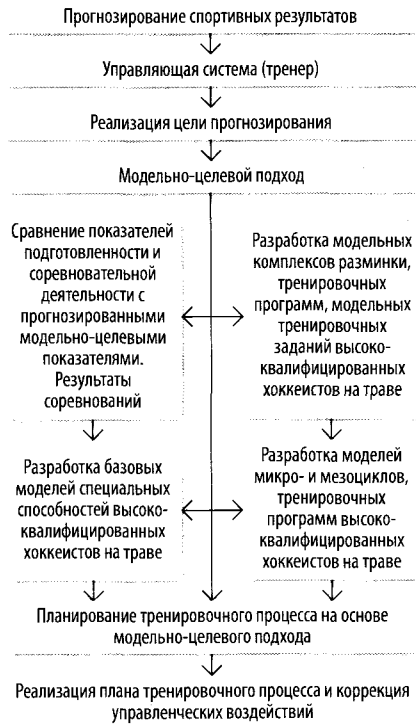 Прогнозирование спортивных результатов
Управляющая система (тренер)
Реализация цели прогнозирования
Модельно-целевой подход
Сравнение показателей
подготовленности и
соревновательной
деятельности с
прогнозированными
модельно-целевыми
показателями.
Результаты
соревнований
Разработка модельных
комплексов разминки,
тренировочных
программ, модельных
тренировочных
заданий высоко-
квалифицированных
хоккеистов на траве
Разработка базовых
моделей специальных
способностей высоко-
квалифицированных
хоккеистов на траве
Разработка моделей
микро- и мезоциклов,
тренировочных
программ высоко-
квалифицированных
хоккеистов на траве
Планирование тренировочного процесса на основе
модельно-целевого подхода
Реализация плана тренировочного процесса и коррекция
управленческих воздействий